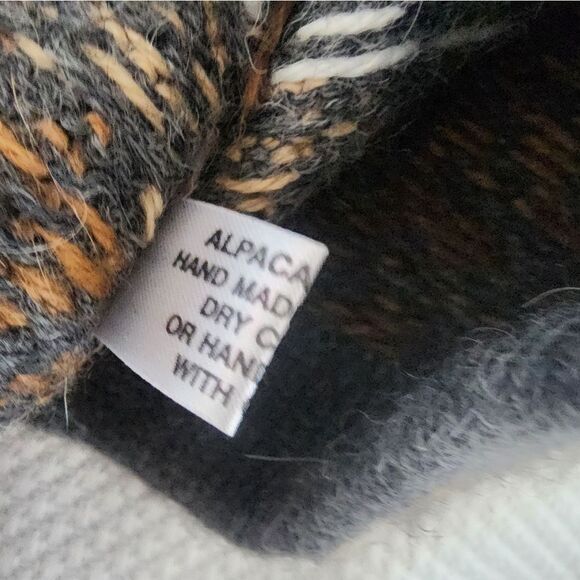 ALPACA
HAND MAD
DRY C
OR HAN
WITH